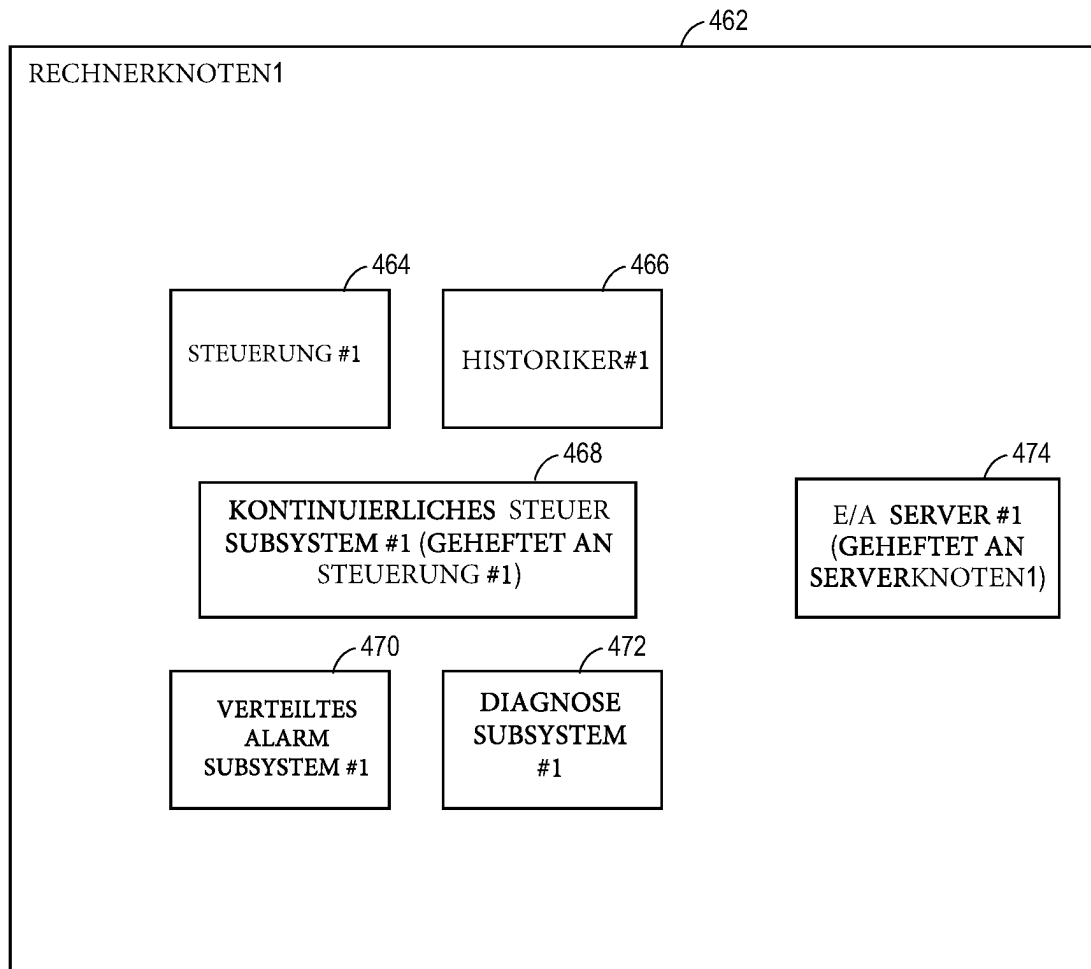 462
RECHNERKNOTEN1
464
466
STEUERUNG #1
HISTORIKER#1
468
474
KONTINUIERLICHES STEUER
SUBSYSTEM #1 (GEHEFTET AN
STEUERUNG #1)
E/A SERVER #1
(GEHEFTET AN
SERVERKNOTEN1)
470
472
VERTEILTES
ALARM
SUBSYSTEM #1
DIAGNOSE
SUBSYSTEM
#1